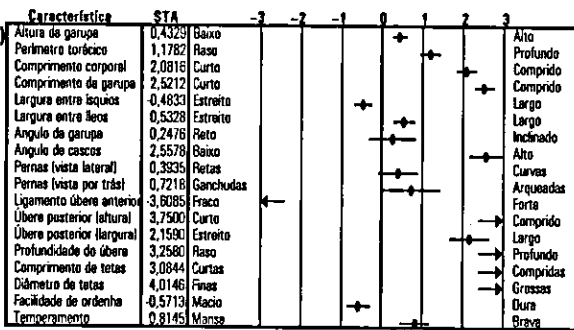 Característica STA -3 -2 -1 0 1 2 3
Altura da garupa 0,4329 Baixo Alto
Perímetro torácico 1,1782 Raso Profundo
Comprimento corporal 2,0816 Curto Comprido
Comprimento da garupa 2,5212 Curto Comprido
Largura entre ísquios -0,4833 Estreito Largo
Largura entre íleos 0,5328 Estreito Largo
Angulo da garupa 0,2476 Reto Inclinado
Angulo de cascos 2,5578 Baixo Alto
Pernas (vista lateral) 0,3935 Retas Curvas
Pernas (vista por trás) 0,7218 Ganchudas Arqueadas
Ligamento úbere anterior -3,6085 Fraco Forte
Úbere posterior (altura) 3,7500 Curto Comprido
Úbere posterior (largura) 2,1590 Estreito Largo
Profundidade do úbere 3,2580 Raso Profundo
Comprimento de tetas 3,0844 Curtas Compridas
Diâmetro de tetas 4,0146 Finas Grossas
Facilidade de ordenha -0,5713 Macio Dura
Temperamento 0,8145 Mansa Brava